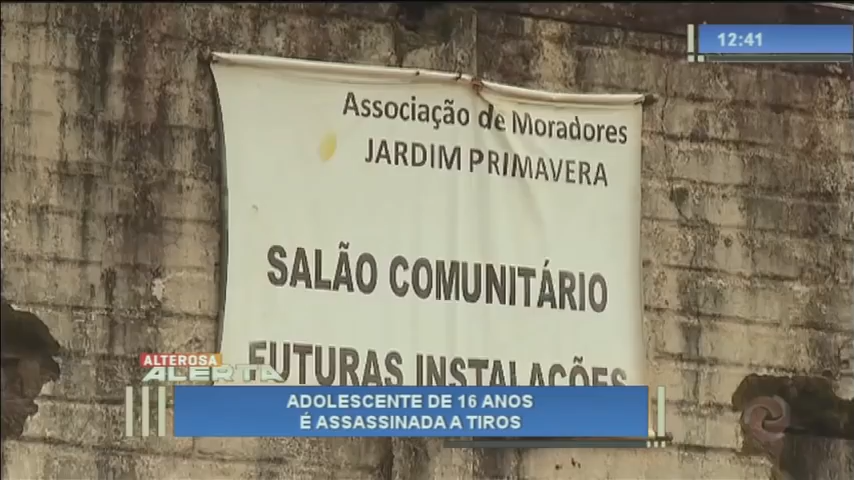 12:41
Associação de Moradores
JARDIM PRIMAVERA
SALÃO COMUNITÁRIO
FUTURAS INSTALAÇÕES
ALTEROSA
ALERTA
ADOLESCENTE DE 16 ANOS
É ASSASSINADA A TIROS